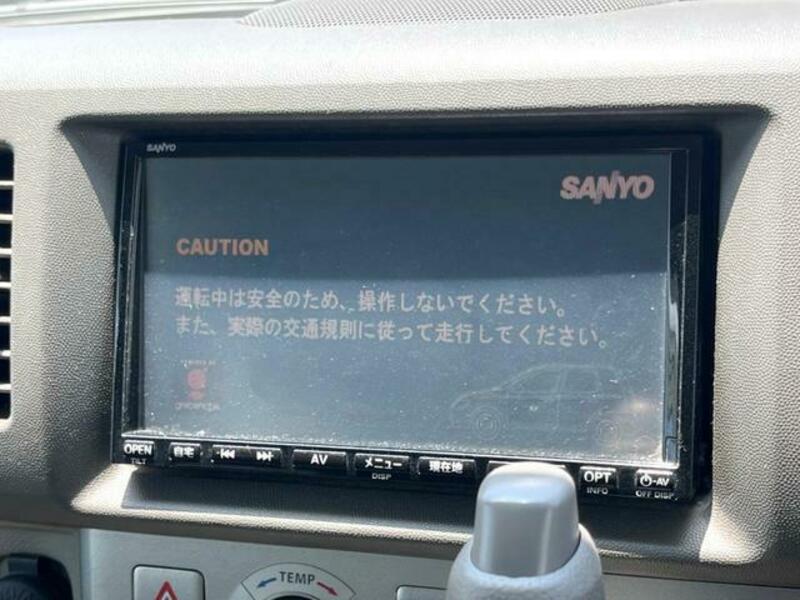 SANYO
SANYO
CAUTION
運転中は安全のため、操作しないでください。
また、実際の交通規則に従って走行してください。
POWERED BY
OPEN
TILT
自宅
AV
メニュー
DISP
現在地
OPT
INFO
-AV
OFF DISP
TEMP